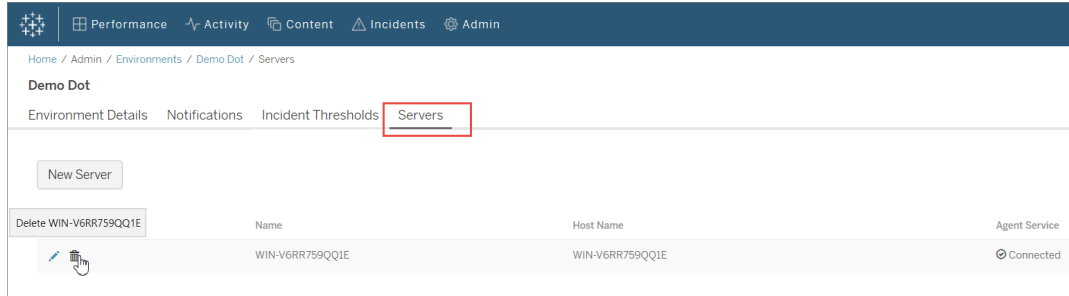 Performance Activity Content Incidents Admin
Home / Admin / Environments / Demo Dot / Servers
Demo Dot
Environment Details Notifications Incident Thresholds Servers
New Server
Delete WIN-V6RR759QQ1E
Name Host Name Agent Service
WIN-V6RR759QQ1E WIN-V6RR759QQ1E Connected